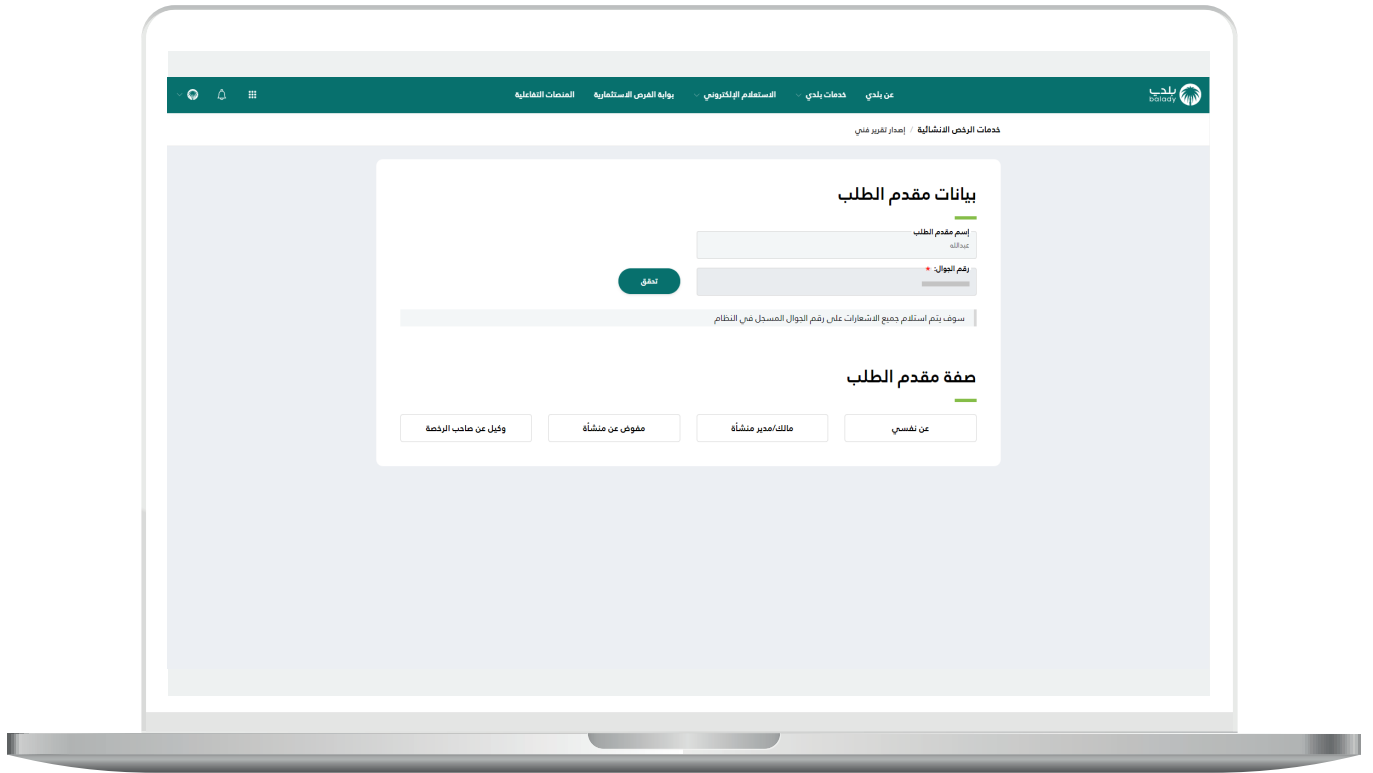 بلدي
balady
عن بلدي خدمات بلدي الاستعلام الإلكتروني بوابة الفرص الاستثمارية المنصات التفاعلية
خدمات الرخص الانشائية / إصدار تقرير فني
بيانات مقدم الطلب
إسم مقدم الطلب
عبدالله
رقم الجوال: *
تحقق
سوف يتم استلام جميع الاشعارات على رقم الجوال المسجل في النظام
صفة مقدم الطلب
عن نفسي مالك/مدير منشأة مفوض عن منشأة وكيل عن صاحب الرخصة